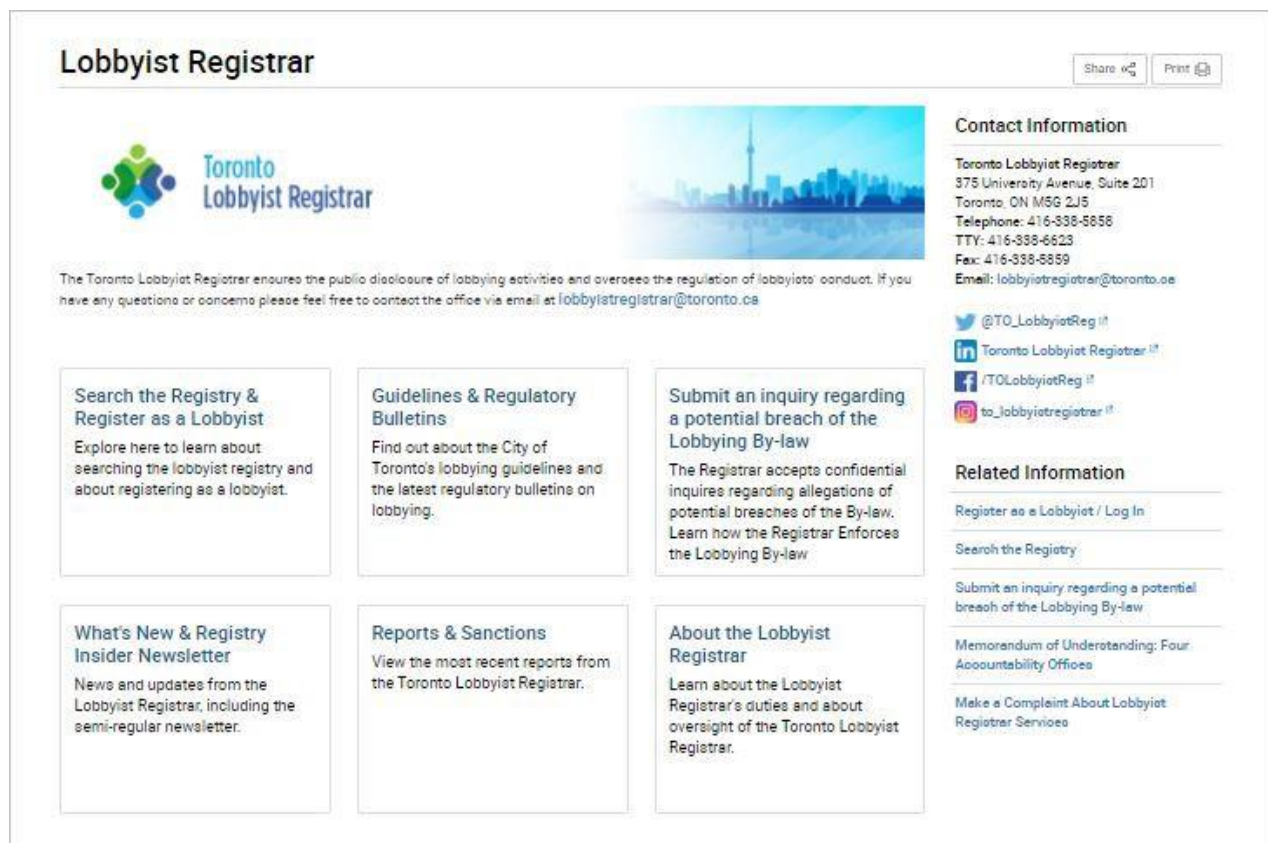 Lobbyist Registrar
Share
Print
Toronto
Lobbyist Registrar
The Toronto Lobbyist Registrar ensures the public disclosure of lobbying activities and oversees the regulation of lobbyists' conduct. If you
have any questions or concerns please feel free to contact the office via email at lobbyistregistrar@toronto.ca
Search the Registry &
Register as a Lobbyist
Explore here to learn about
searching the lobbyist registry and
about registering as a lobbyist.
Guidelines & Regulatory
Bulletins
Find out about the City of
Toronto's lobbying guidelines and
the latest regulatory bulletins on
lobbying.
Submit an inquiry regarding
a potential breach of the
Lobbying By-law
The Registrar accepts confidential
inquires regarding allegations of
potential breaches of the By-law.
Learn how the Registrar Enforces
the Lobbying By-law
What's New & Registry
Insider Newsletter
News and updates from the
Lobbyist Registrar, including the
semi-regular newsletter.
Reports & Sanctions
View the most recent reports from
the Toronto Lobbyist Registrar.
About the Lobbyist
Registrar
Learn about the Lobbyist
Registrar's duties and about
oversight of the Toronto Lobbyist
Registrar.
Contact Information
Toronto Lobbyist Registrar
375 University Avenue, Suite 201
Toronto, ON M5G 2J5
Telephone: 416-338-5858
TTY: 416-338-6623
Fax: 416-338-5859
Email: lobbyistregistrar@toronto.ca
@TO_LobbyistReg
Toronto Lobbyist Registrar
/TOLobbyistReg
to_lobbyistregistrar
Related Information
Register as a Lobbyist / Log In
Search the Registry
Submit an inquiry regarding a potential
breach of the Lobbying By-law
Memorandum of Understanding: Four
Accountability Offices
Make a Complaint About Lobbyist
Registrar Services